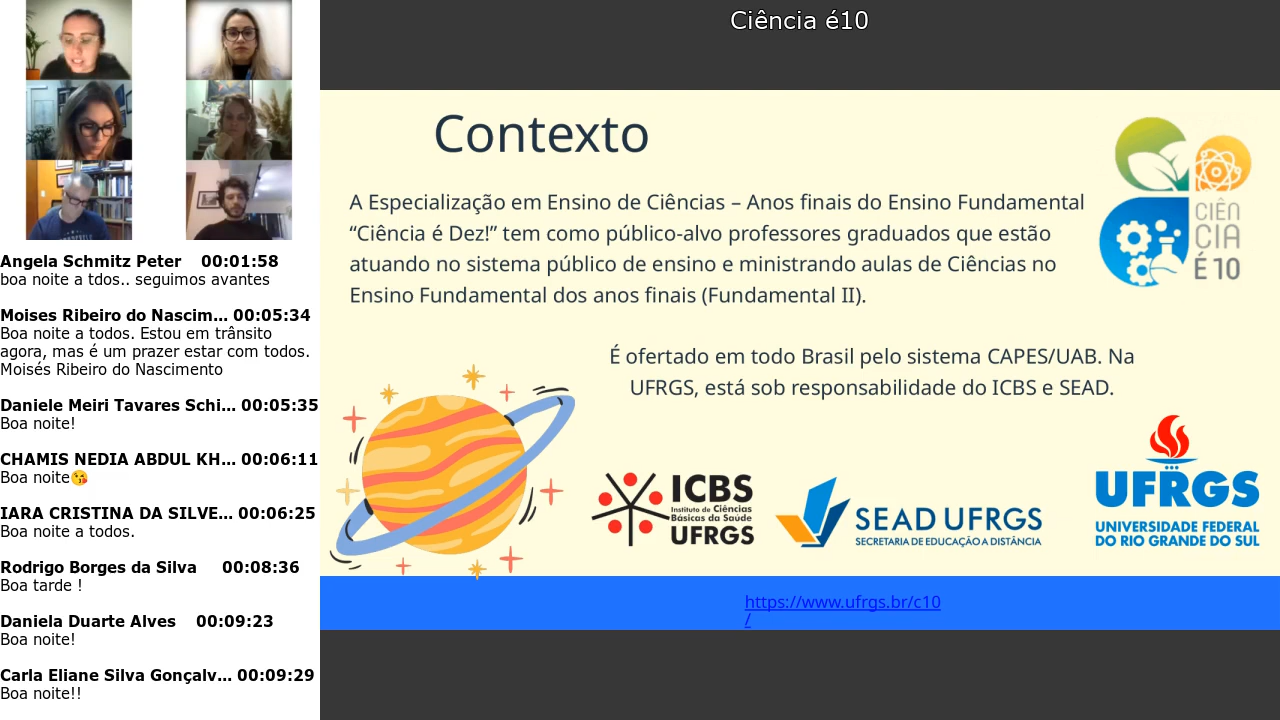 Ciência é10
Angela Schmitz Peter 00:01:58
boa noite a tdos.. seguimos avantes
Moises Ribeiro do Nascim... 00:05:34
Boa noite a todos. Estou em trânsito
agora, mas é um prazer estar com todos.
Moisés Ribeiro do Nascimento
Daniele Meiri Tavares Schi... 00:05:35
Boa noite!
CHAMIS NEDIA ABDUL KH... 00:06:11
Boa noite😘
IARA CRISTINA DA SILVE... 00:06:25
Boa noite a todos.
Rodrigo Borges da Silva 00:08:36
Boa tarde !
Daniela Duarte Alves 00:09:23
Boa noite!
Carla Eliane Silva Gonçalv... 00:09:29
Boa noite!!
Contexto
A Especialização em Ensino de Ciências – Anos finais do Ensino Fundamental
“Ciência é Dez!” tem como público-alvo professores graduados que estão
atuando no sistema público de ensino e ministrando aulas de Ciências no
Ensino Fundamental dos anos finais (Fundamental II).
CIÊN
CIA
É 10
É ofertado em todo Brasil pelo sistema CAPES/UAB. Na
UFRGS, está sob responsabilidade do ICBS e SEAD.
ICBS
Instituto de Ciências
Básicas da Saúde
UFRGS
SEAD UFRGS
SECRETARIA DE EDUCAÇÃO A DISTÂNCIA
UFRGS
UNIVERSIDADE FEDERAL
DO RIO GRANDE DO SUL
https://www.ufrgs.br/c10
/